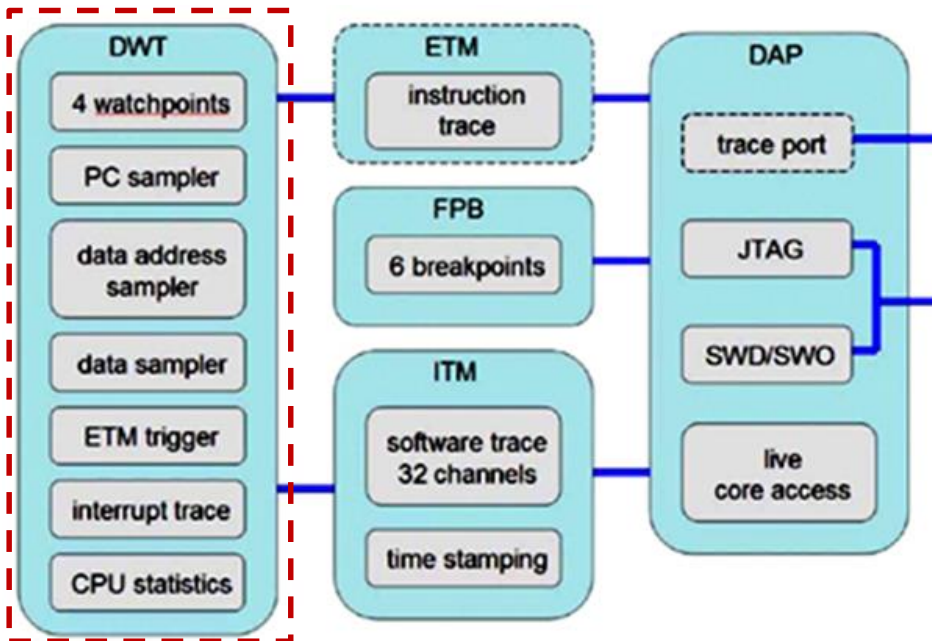 DWT
4 watchpoints
PC sampler
data address
sampler
data sampler
ETM trigger
interrupt trace
CPU statistics
ETM
instruction
trace
FPB
6 breakpoints
ITM
software trace
32 channels
time stamping
DAP
trace port
JTAG
SWD/SWO
live
core access